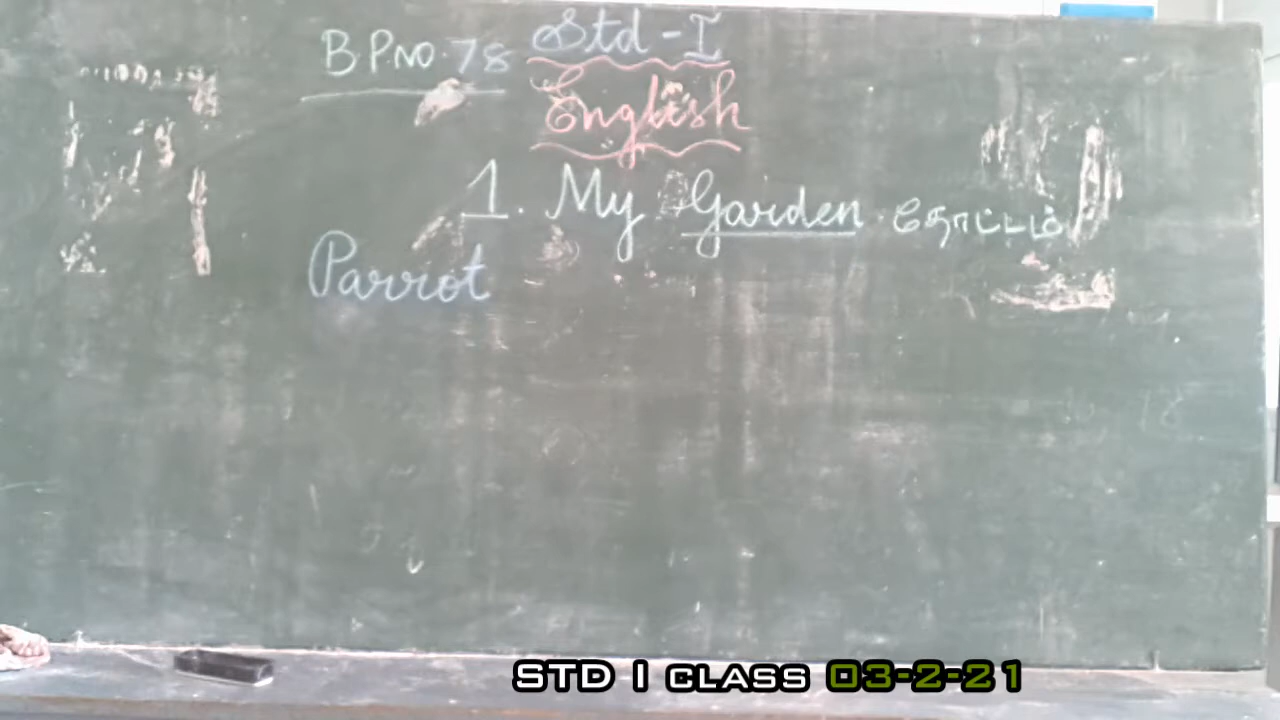 B P.NO. 78 Std - I
English
1. My Garden. தோட்டம்
Parrot
STD I CLASS 03-2-21